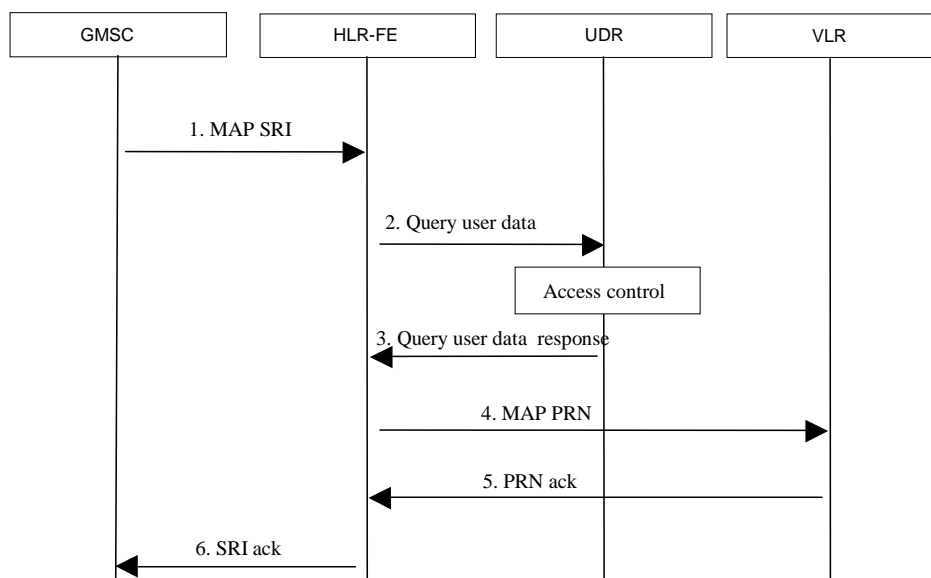 GMSC
HLR-FE
UDR
VLR
1. MAP SRI
2. Query user data
Access control
3. Query user data response
4. MAP PRN
5. PRN ack
6. SRI ack